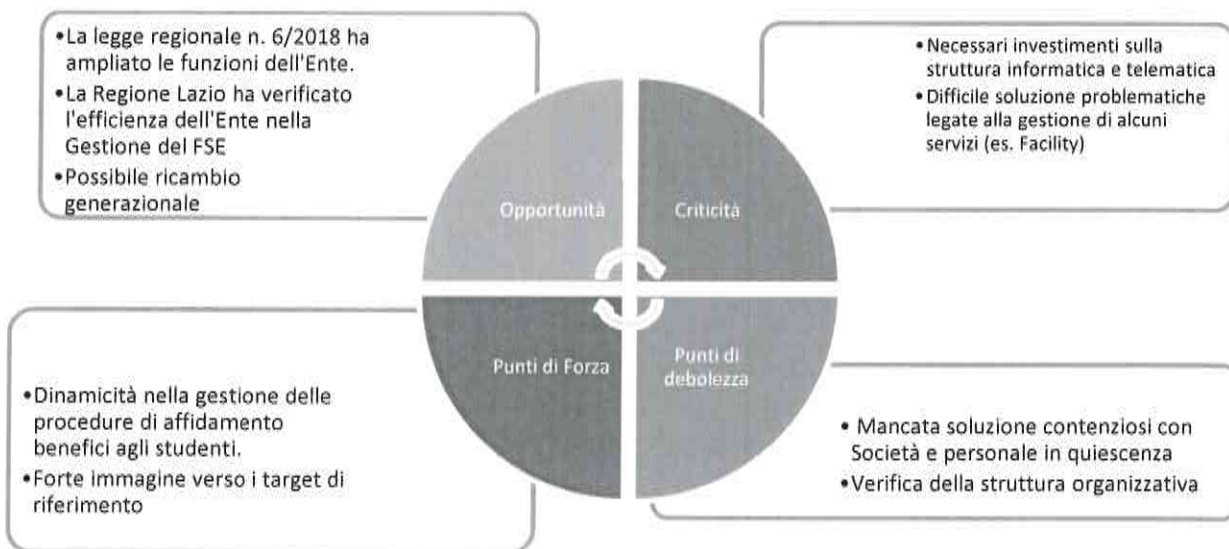 •La legge regionale n. 6/2018 ha
ampliato le funzioni dell'Ente.
•La Regione Lazio ha verificato
l'efficienza dell'Ente nella
Gestione del FSE
•Possibile ricambio
generazionale
•Necessari investimenti sulla
struttura informatica e telematica
•Difficile soluzione problematiche
legate alla gestione di alcuni
servizi (es. Facility)
Opportunità
Criticità
Punti di Forza
Punti di
debolezza
•Dinamicità nella gestione delle
procedure di affidamento
benefici agli studenti.
•Forte immagine verso i target di
riferimento
• Mancata soluzione contenziosi con
Società e personale in quiescenza
•Verifica della struttura organizzativa